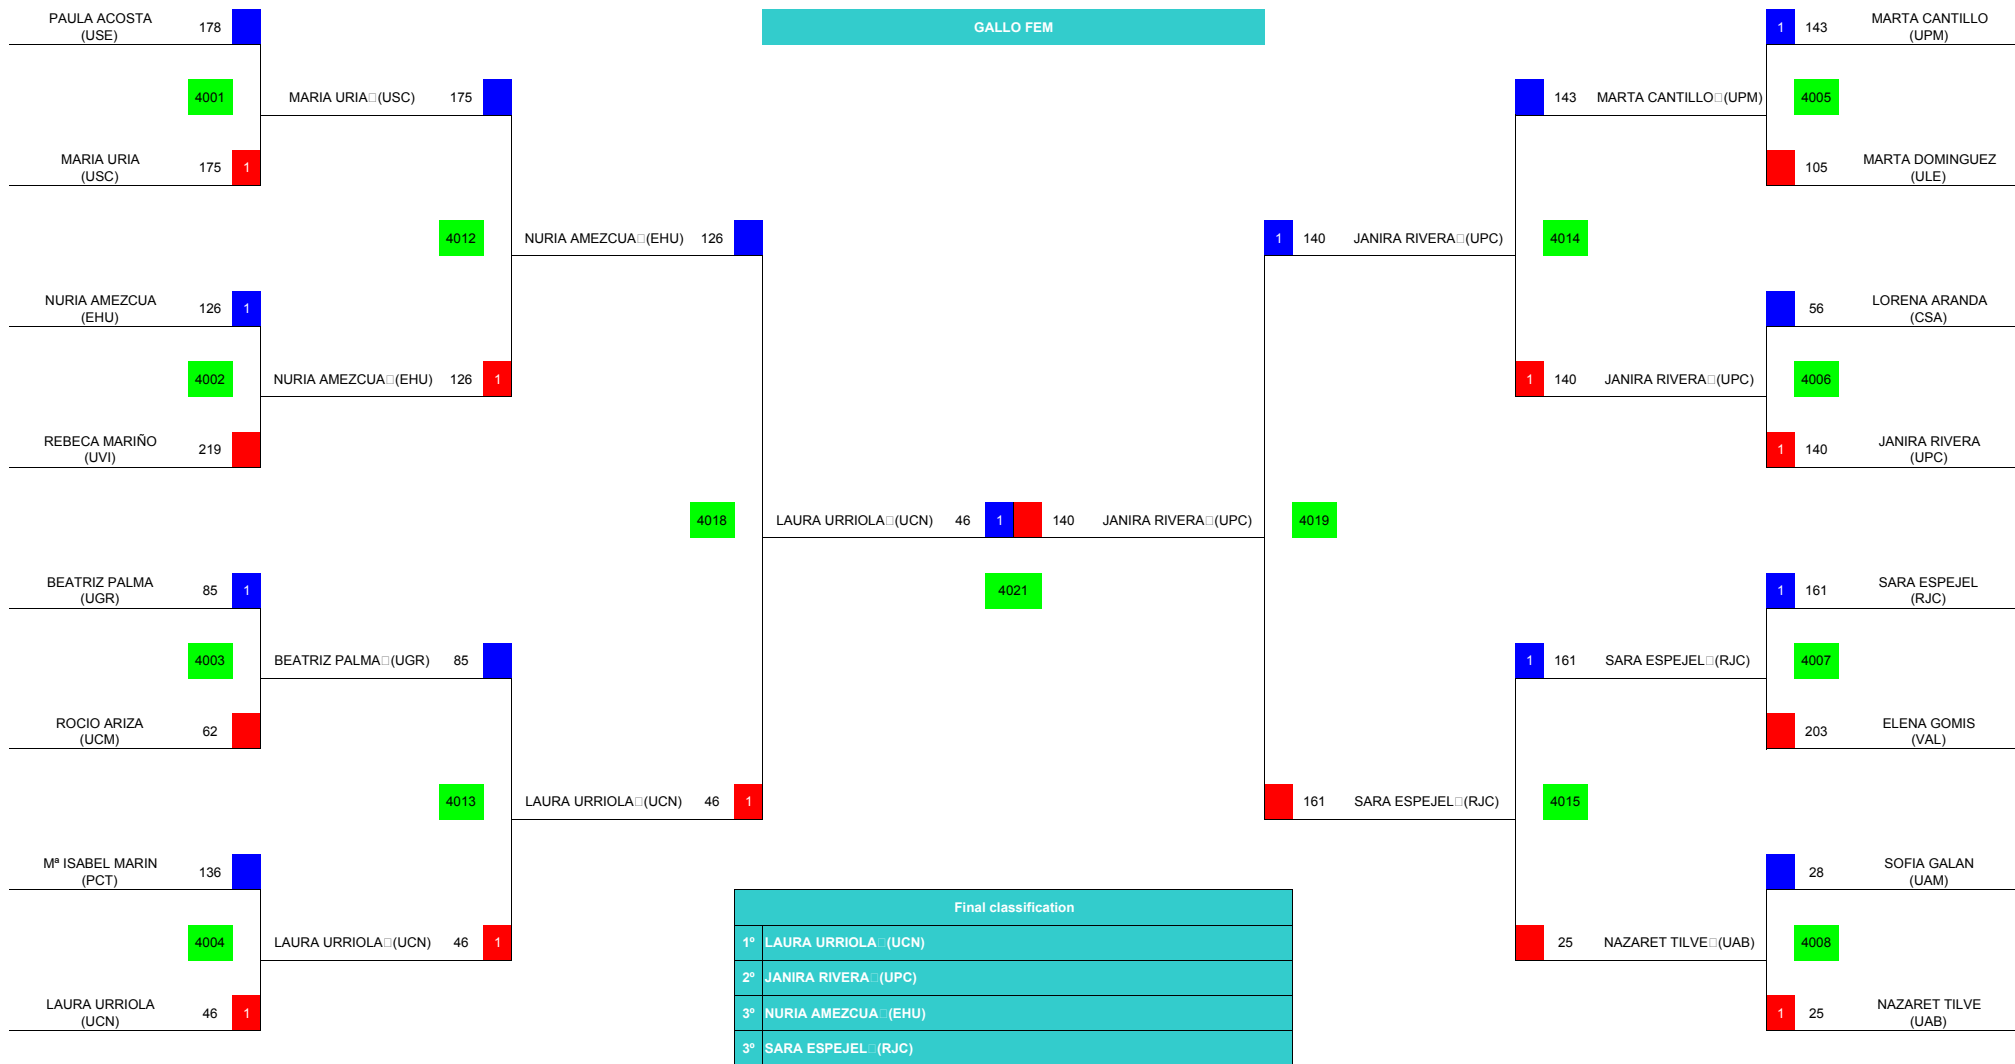 PAULA ACOSTA
(USE)
178
GALLO FEM
1
143
MARTA CANTILLO
(UPM)
4001
MARIA URIA□(USC)
175
143
MARTA CANTILLO□(UPM)
4005
MARIA URIA
(USC)
175
1
105
MARTA DOMINGUEZ
(ULE)
4012
NURIA AMEZCUA□(EHU)
126
1
140
JANIRA RIVERA□(UPC)
4014
NURIA AMEZCUA
(EHU)
126
1
56
LORENA ARANDA
(CSA)
4002
NURIA AMEZCUA□(EHU)
126
1
1
140
JANIRA RIVERA□(UPC)
4006
REBECA MARIÑO
(UVI)
219
1
140
JANIRA RIVERA
(UPC)
4018
LAURA URRIOLA□(UCN)
46
1
140
JANIRA RIVERA□(UPC)
4019
BEATRIZ PALMA
(UGR)
85
1
4021
1
161
SARA ESPEJEL
(RJC)
4003
BEATRIZ PALMA□(UGR)
85
1
161
SARA ESPEJEL□(RJC)
4007
ROCIO ARIZA
(UCM)
62
203
ELENA GOMIS
(VAL)
4013
LAURA URRIOLA□(UCN)
46
1
161
SARA ESPEJEL□(RJC)
4015
Mª ISABEL MARIN
(PCT)
136
28
SOFIA GALAN
(UAM)
Final classification
4004
LAURA URRIOLA□(UCN)
46
1
1º LAURA URRIOLA□(UCN)
25
NAZARET TILVE□(UAB)
4008
2º JANIRA RIVERA□(UPC)
LAURA URRIOLA
(UCN)
46
1
3º NURIA AMEZCUA□(EHU)
1
25
NAZARET TILVE
(UAB)
3º SARA ESPEJEL□(RJC)